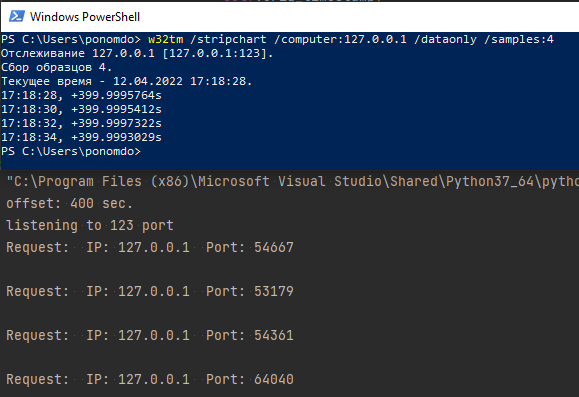 Windows PowerShell
PS C:\Users\ponomdo> w32tm /stripchart /computer:127.0.0.1 /dataonly /samples:4
Отслеживание 127.0.0.1 [127.0.0.1:123].
Сбор образцов 4.
Текущее время - 12.04.2022 17:18:28.
17:18:28, +399.9995764s
17:18:30, +399.9995412s
17:18:32, +399.9997322s
17:18:34, +399.9993029s
PS C:\Users\ponomdo>
"C:\Program Files (x86)\Microsoft Visual Studio\Shared\Python37_64\pytho
offset: 400 sec.
listening to 123 port
Request: IP: 127.0.0.1 Port: 54667
Request: IP: 127.0.0.1 Port: 53179
Request: IP: 127.0.0.1 Port: 54361
Request: IP: 127.0.0.1 Port: 64040